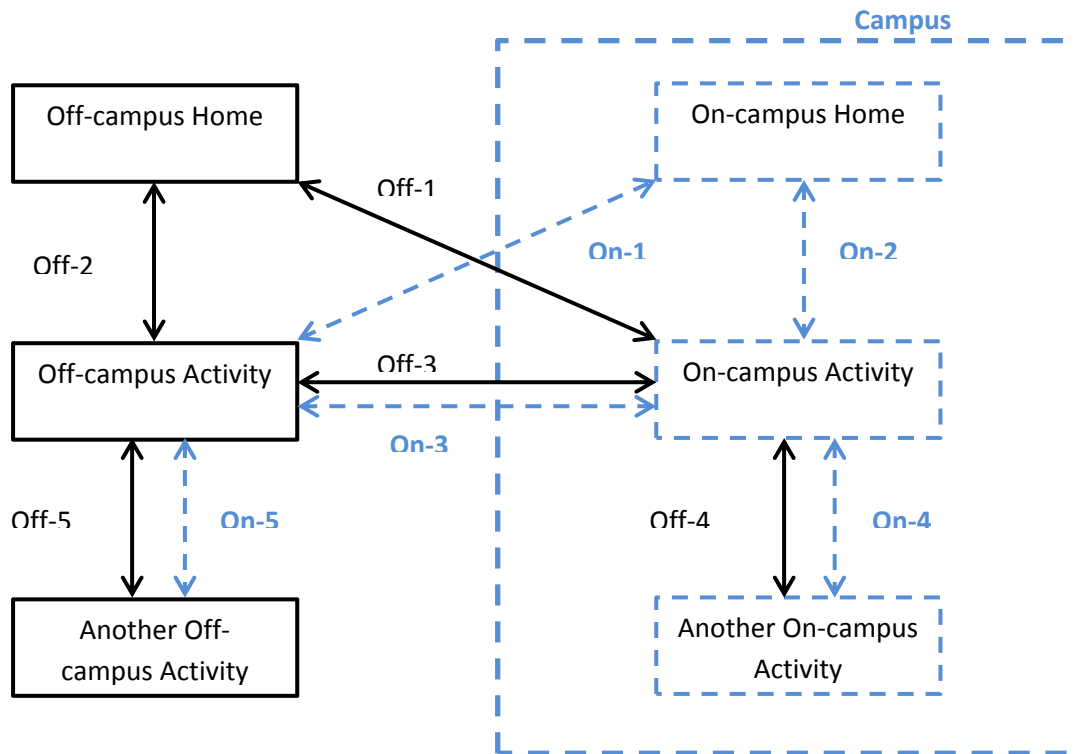 Campus
Off-campus Home
On-campus Home
Off-1
Off-2
On-1
On-2
Off-campus Activity
Off-3
On-campus Activity
On-3
Off-5
On-5
Off-4
On-4
Another Off-
campus Activity
Another On-campus
Activity